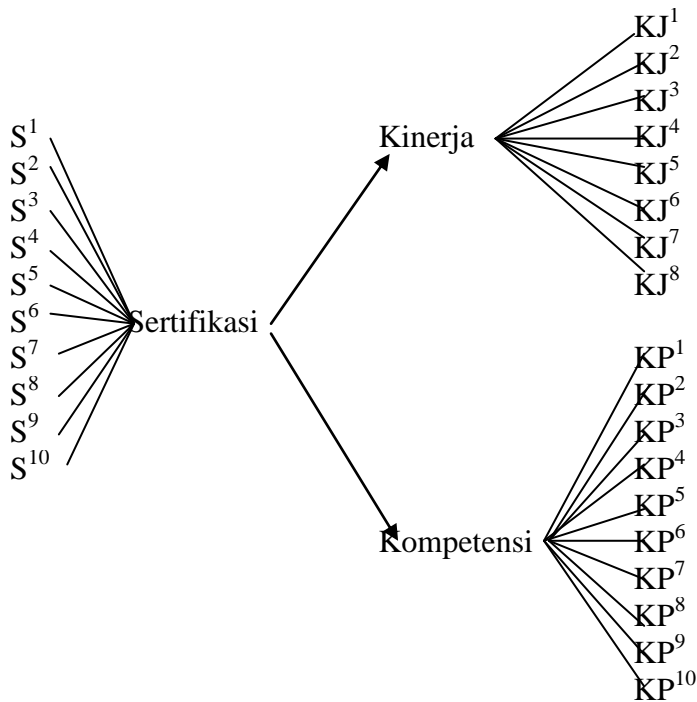 S¹
S²
S³
S⁴
S⁵
S⁶
S⁷
S⁸
S⁹
S¹⁰
Sertifikasi
Kinerja
KJ¹
KJ²
KJ³
KJ⁴
KJ⁵
KJ⁶
KJ⁷
KJ⁸
Kompetensi
KP¹
KP²
KP³
KP⁴
KP⁵
KP⁶
KP⁷
KP⁸
KP⁹
KP¹⁰